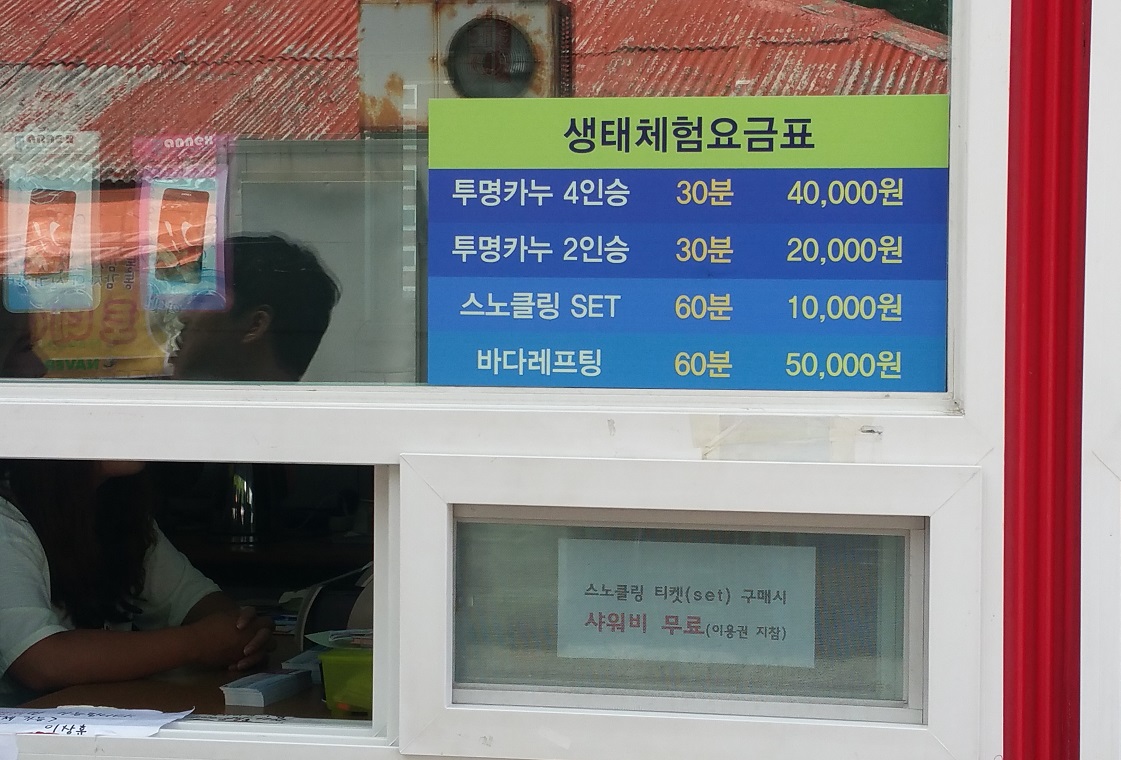 생태체험요금표
투명카누 4인승 30분 40,000원
투명카누 2인승 30분 20,000원
스노클링 SET 60분 10,000원
바다레프팅 60분 50,000원
스노클링 티켓(set) 구매시
샤워비 무료(이용권 지참)